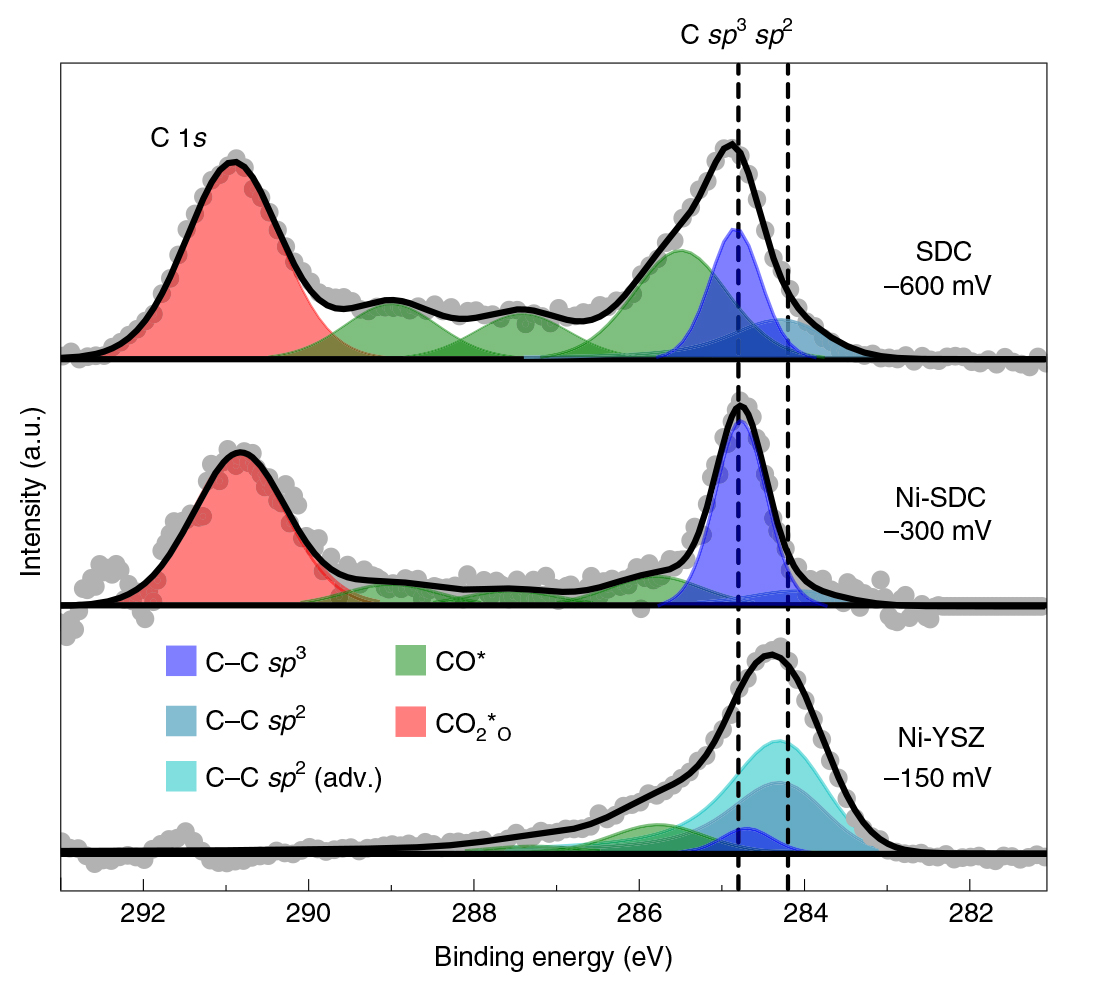 C sp³ sp²
C 1s
SDC
–600 mV
Intensity (a.u.)
Ni-SDC
–300 mV
C–C sp³
CO*
C–C sp²
CO₂*O
C–C sp² (adv.)
Ni-YSZ
–150 mV
292 290 288 286 284 282
Binding energy (eV)